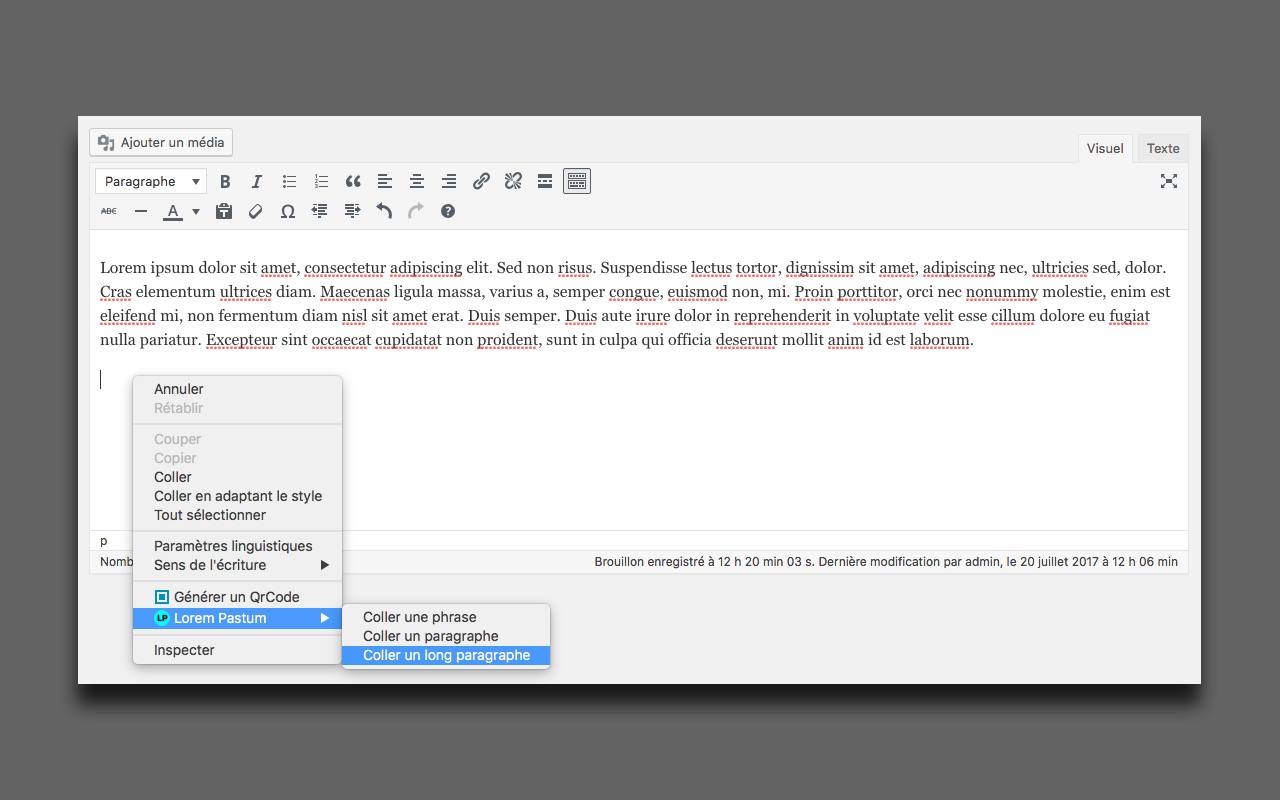 Ajouter un média
Visuel
Texte
Paragraphe
B
I
ABC
A
T
Ω
?
Lorem ipsum dolor sit amet, consectetur adipiscing elit. Sed non risus. Suspendisse lectus tortor, dignissim sit amet, adipiscing nec, ultricies sed, dolor.
Cras elementum ultrices diam. Maecenas ligula massa, varius a, semper congue, euismod non, mi. Proin porttitor, orci nec nonummy molestie, enim est
eleifend mi, non fermentum diam nisl sit amet erat. Duis semper. Duis aute irure dolor in reprehenderit in voluptate velit esse cillum dolore eu fugiat
nulla pariatur. Excepteur sint occaecat cupidatat non proident, sunt in culpa qui officia deserunt mollit anim id est laborum.
Annuler
Rétablir
Couper
Copier
Coller
Coller en adaptant le style
Tout sélectionner
Paramètres linguistiques
Sens de l'écriture
Générer un QrCode
LP Lorem Pastum
Inspecter
Coller une phrase
Coller un paragraphe
Coller un long paragraphe
p
Nomb
Brouillon enregistré à 12 h 20 min 03 s. Dernière modification par admin, le 20 juillet 2017 à 12 h 06 min